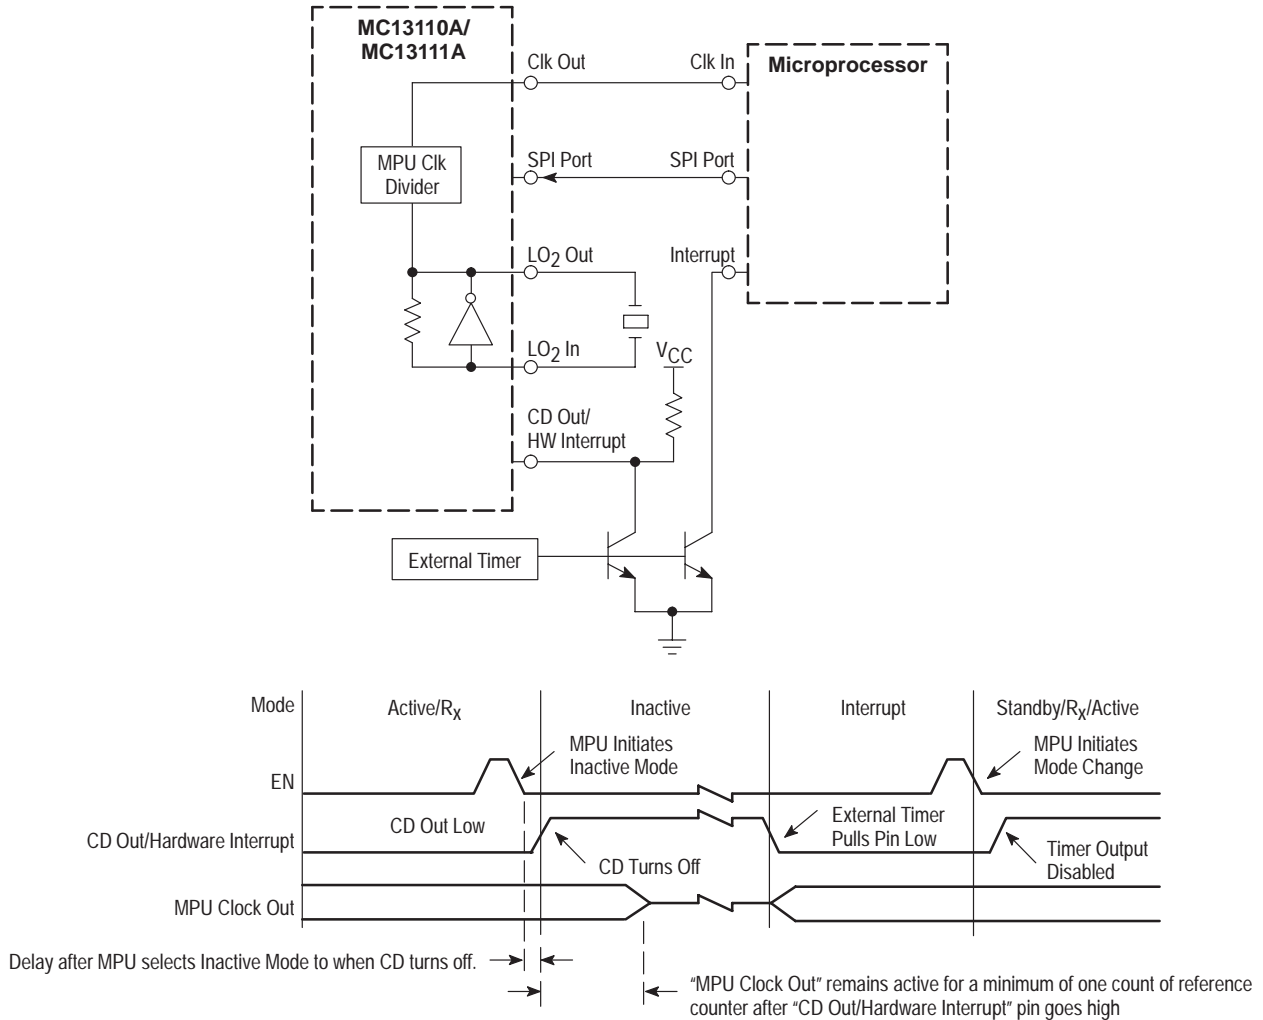 MC13110A/
MC13111A
Microprocessor
Clk Out
Clk In
MPU Clk
Divider
SPI Port
SPI Port
LO2 Out
Interrupt
LO2 In
VCC
CD Out/
HW Interrupt
External Timer
Mode
Active/Rx
Inactive
Interrupt
Standby/Rx/Active
EN
MPU Initiates
Inactive Mode
MPU Initiates
Mode Change
CD Out/Hardware Interrupt
CD Out Low
CD Turns Off
External Timer
Pulls Pin Low
Timer Output
Disabled
MPU Clock Out
Delay after MPU selects Inactive Mode to when CD turns off.
“MPU Clock Out” remains active for a minimum of one count of reference
counter after “CD Out/Hardware Interrupt” pin goes high